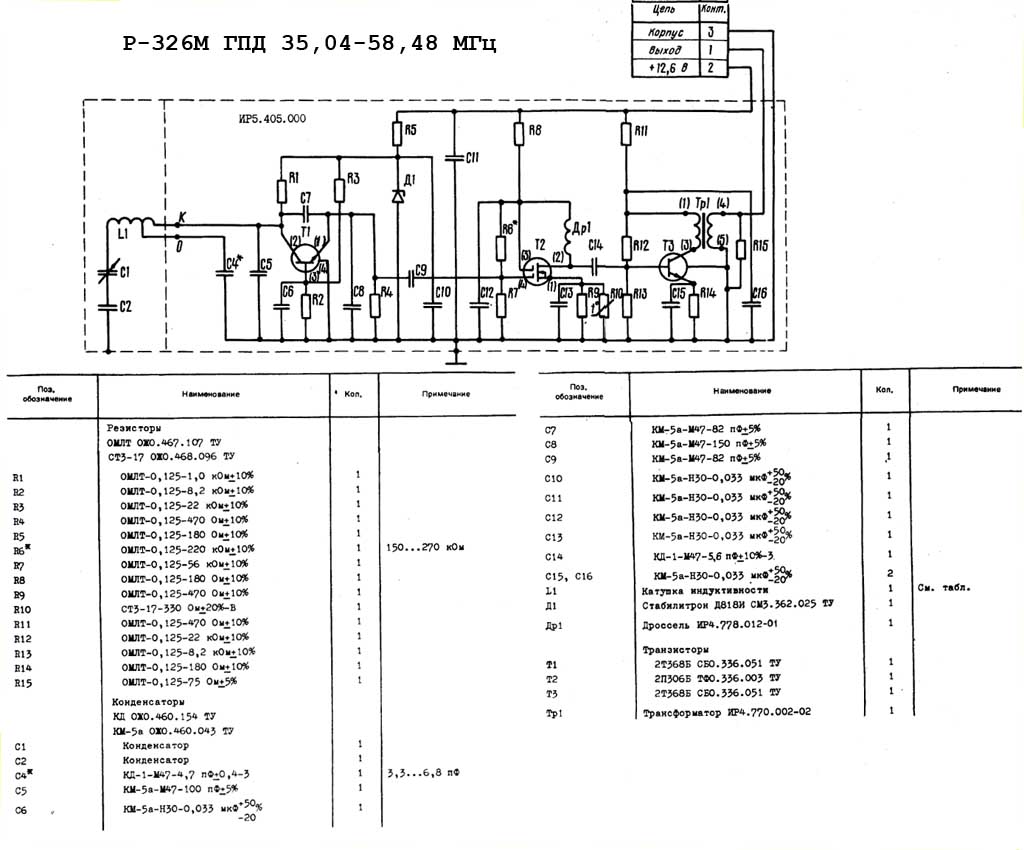 Р-326М ГПД 35,04-58,48 МГц
Цепь Конт.
Корпус 3
Выход 1
+12,6 В 2
ИР5.405.000
R5
R8
R11
C11
R1
R3
Д1
C7
(1) Тр1 (4)
К
L1
О
T1
(2) (1)
(3) (4)
R6*
T2
Др1
(2)
C14
R12
T3
(3)
(5)
R15
C1
C4*
C5
C9
(3)
(4)
(1)
C2
C6
R2
C8
R4
C10
C12
R7
C13
R9
t°
R10
R13
C15
R14
C16
Поз. обозначение Наименование Кол. Примечание
Резисторы
ОМЛТ ОЖО.467.107 ТУ
СТ3-17 ОЖО.468.096 ТУ
R1 ОМЛТ-0,125-1,0 кОм±10% 1
R2 ОМЛТ-0,125-8,2 кОм±10% 1
R3 ОМЛТ-0,125-22 кОм±10% 1
R4 ОМЛТ-0,125-470 Ом±10% 1
R5 ОМЛТ-0,125-180 Ом±10% 1
R6* ОМЛТ-0,125-220 кОм±10% 1 150...270 кОм
R7 ОМЛТ-0,125-56 кОм±10% 1
R8 ОМЛТ-0,125-180 Ом±10% 1
R9 ОМЛТ-0,125-470 Ом±10% 1
R10 СТ3-17-330 Ом±20%-В 1
R11 ОМЛТ-0,125-470 Ом±10% 1
R12 ОМЛТ-0,125-22 кОм±10% 1
R13 ОМЛТ-0,125-8,2 кОм±10% 1
R14 ОМЛТ-0,125-180 Ом±10% 1
R15 ОМЛТ-0,125-75 Ом±5% 1
Конденсаторы
КД ОЖО.460.154 ТУ
КМ-5а ОЖО.460.043 ТУ
C1 Конденсатор 1
C2 Конденсатор 1
C4* КД-1-М47-4,7 пФ±0,4-3 1 3,3...6,8 пФ
C5 КМ-5а-М47-100 пФ±5% 1
C6 КМ-5а-Н30-0,033 мкФ+50-20% 1
Поз. обозначение Наименование Кол. Примечание
C7 КМ-5а-М47-82 пФ±5% 1
C8 КМ-5а-М47-150 пФ±5% 1
C9 КМ-5а-М47-82 пФ±5% 1
C10 КМ-5а-Н30-0,033 мкФ+50-20% 1
C11 КМ-5а-Н30-0,033 мкФ+50-20% 1
C12 КМ-5а-Н30-0,033 мкФ+50-20% 1
C13 КМ-5а-Н30-0,033 мкФ+50-20% 1
C14 КД-1-М47-5,6 пФ±10%-3 1
C15, C16 КМ-5а-Н30-0,033 мкФ+50-20% 2
L1 Катушка индуктивности 1 См. табл.
Д1 Стабилитрон Д818И СМ3.362.025 ТУ 1
Др1 Дроссель ИР4.778.012-01 1
Транзисторы
Т1 2Т368Б СБ0.336.051 ТУ 1
Т2 2П306Б ТФ0.336.003 ТУ 1
Т3 2Т368Б СБ0.336.051 ТУ 1
Тр1 Трансформатор ИР4.770.002-02 1